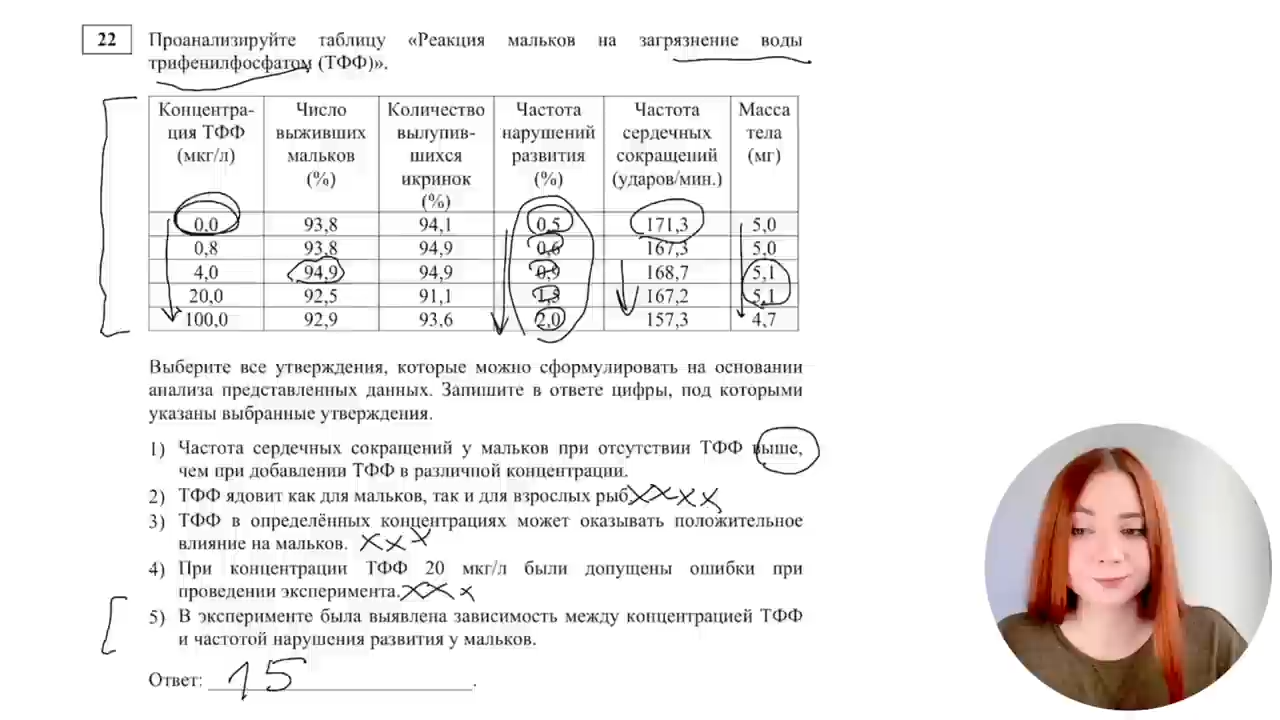 22
Проанализируйте таблицу «Реакция мальков на загрязнение воды
трифенилфосфатом (ТФФ)».
Концентра-
ция ТФФ
(мкг/л)
Число
выживших
мальков
(%)
Количество
вылупив-
шихся
икринок
(%)
Частота
нарушений
развития
(%)
Частота
сердечных
сокращений
(ударов/мин.)
Масса
тела
(мг)
0,0 93,8 94,1 0,5 171,3 5,0
0,8 93,8 94,9 0,6 167,3 5,0
4,0 94,9 94,9 0,9 168,7 5,1
20,0 92,5 91,1 1,5 167,2 5,1
100,0 92,9 93,6 2,0 157,3 4,7
Выберите все утверждения, которые можно сформулировать на основании
анализа представленных данных. Запишите в ответе цифры, под которыми
указаны выбранные утверждения.
1) Частота сердечных сокращений у мальков при отсутствии ТФФ выше,
чем при добавлении ТФФ в различной концентрации.
2) ТФФ ядовит как для мальков, так и для взрослых рыб.
3) ТФФ в определённых концентрациях может оказывать положительное
влияние на мальков.
4) При концентрации ТФФ 20 мкг/л были допущены ошибки при
проведении эксперимента.
5) В эксперименте была выявлена зависимость между концентрацией ТФФ
и частотой нарушения развития у мальков.
Ответ: 15.